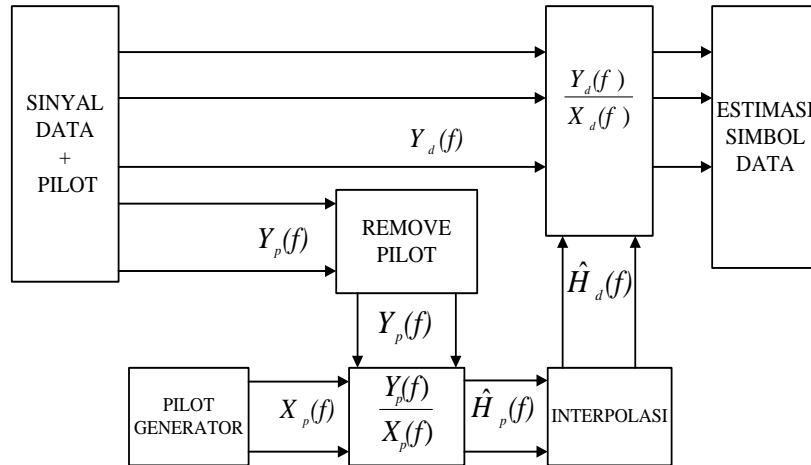 SINYAL
DATA
+
PILOT
Y_d(f)
Y_d(f)
X_d(f)
ESTIMASI
SIMBOL
DATA
Y_p(f)
REMOVE
PILOT
Ĥ_d(f)
Y_p(f)
PILOT
GENERATOR
X_p(f)
Y_p(f)
X_p(f)
Ĥ_p(f)
INTERPOLASI